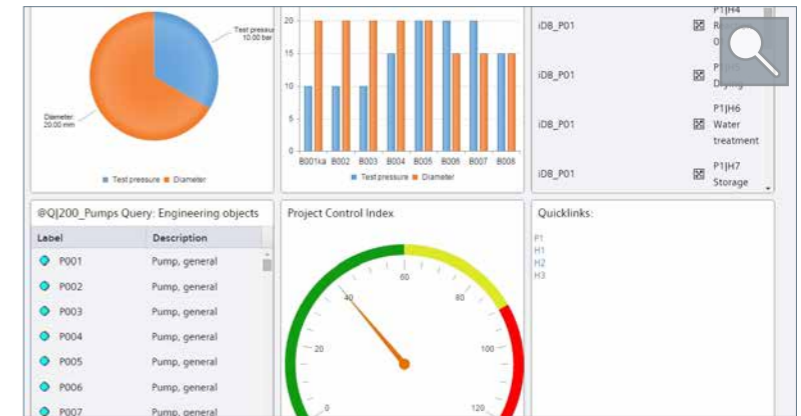 Test pressure
10.00 bar
Diameter
20.00 mm
Test pressure Diameter
20
15
10
5
0
B001ka B002 B003 B004 B005 B006 B007 B008
Test pressure Diameter
P1|H4
iDB_P01
iDB_P01
P1|H6
iDB_P01 Water
treatment
P1|H7
iDB_P01
Storage
@Q|200_Pumps Query: Engineering objects
Label Description
P001 Pump, general
P002 Pump, general
P003 Pump, general
P004 Pump, general
P005 Pump, general
P006 Pump, general
P007 Pump, general
Project Control Index
0
20
40
60
80
100
120
Quicklinks:
P1
H1
H2
H3